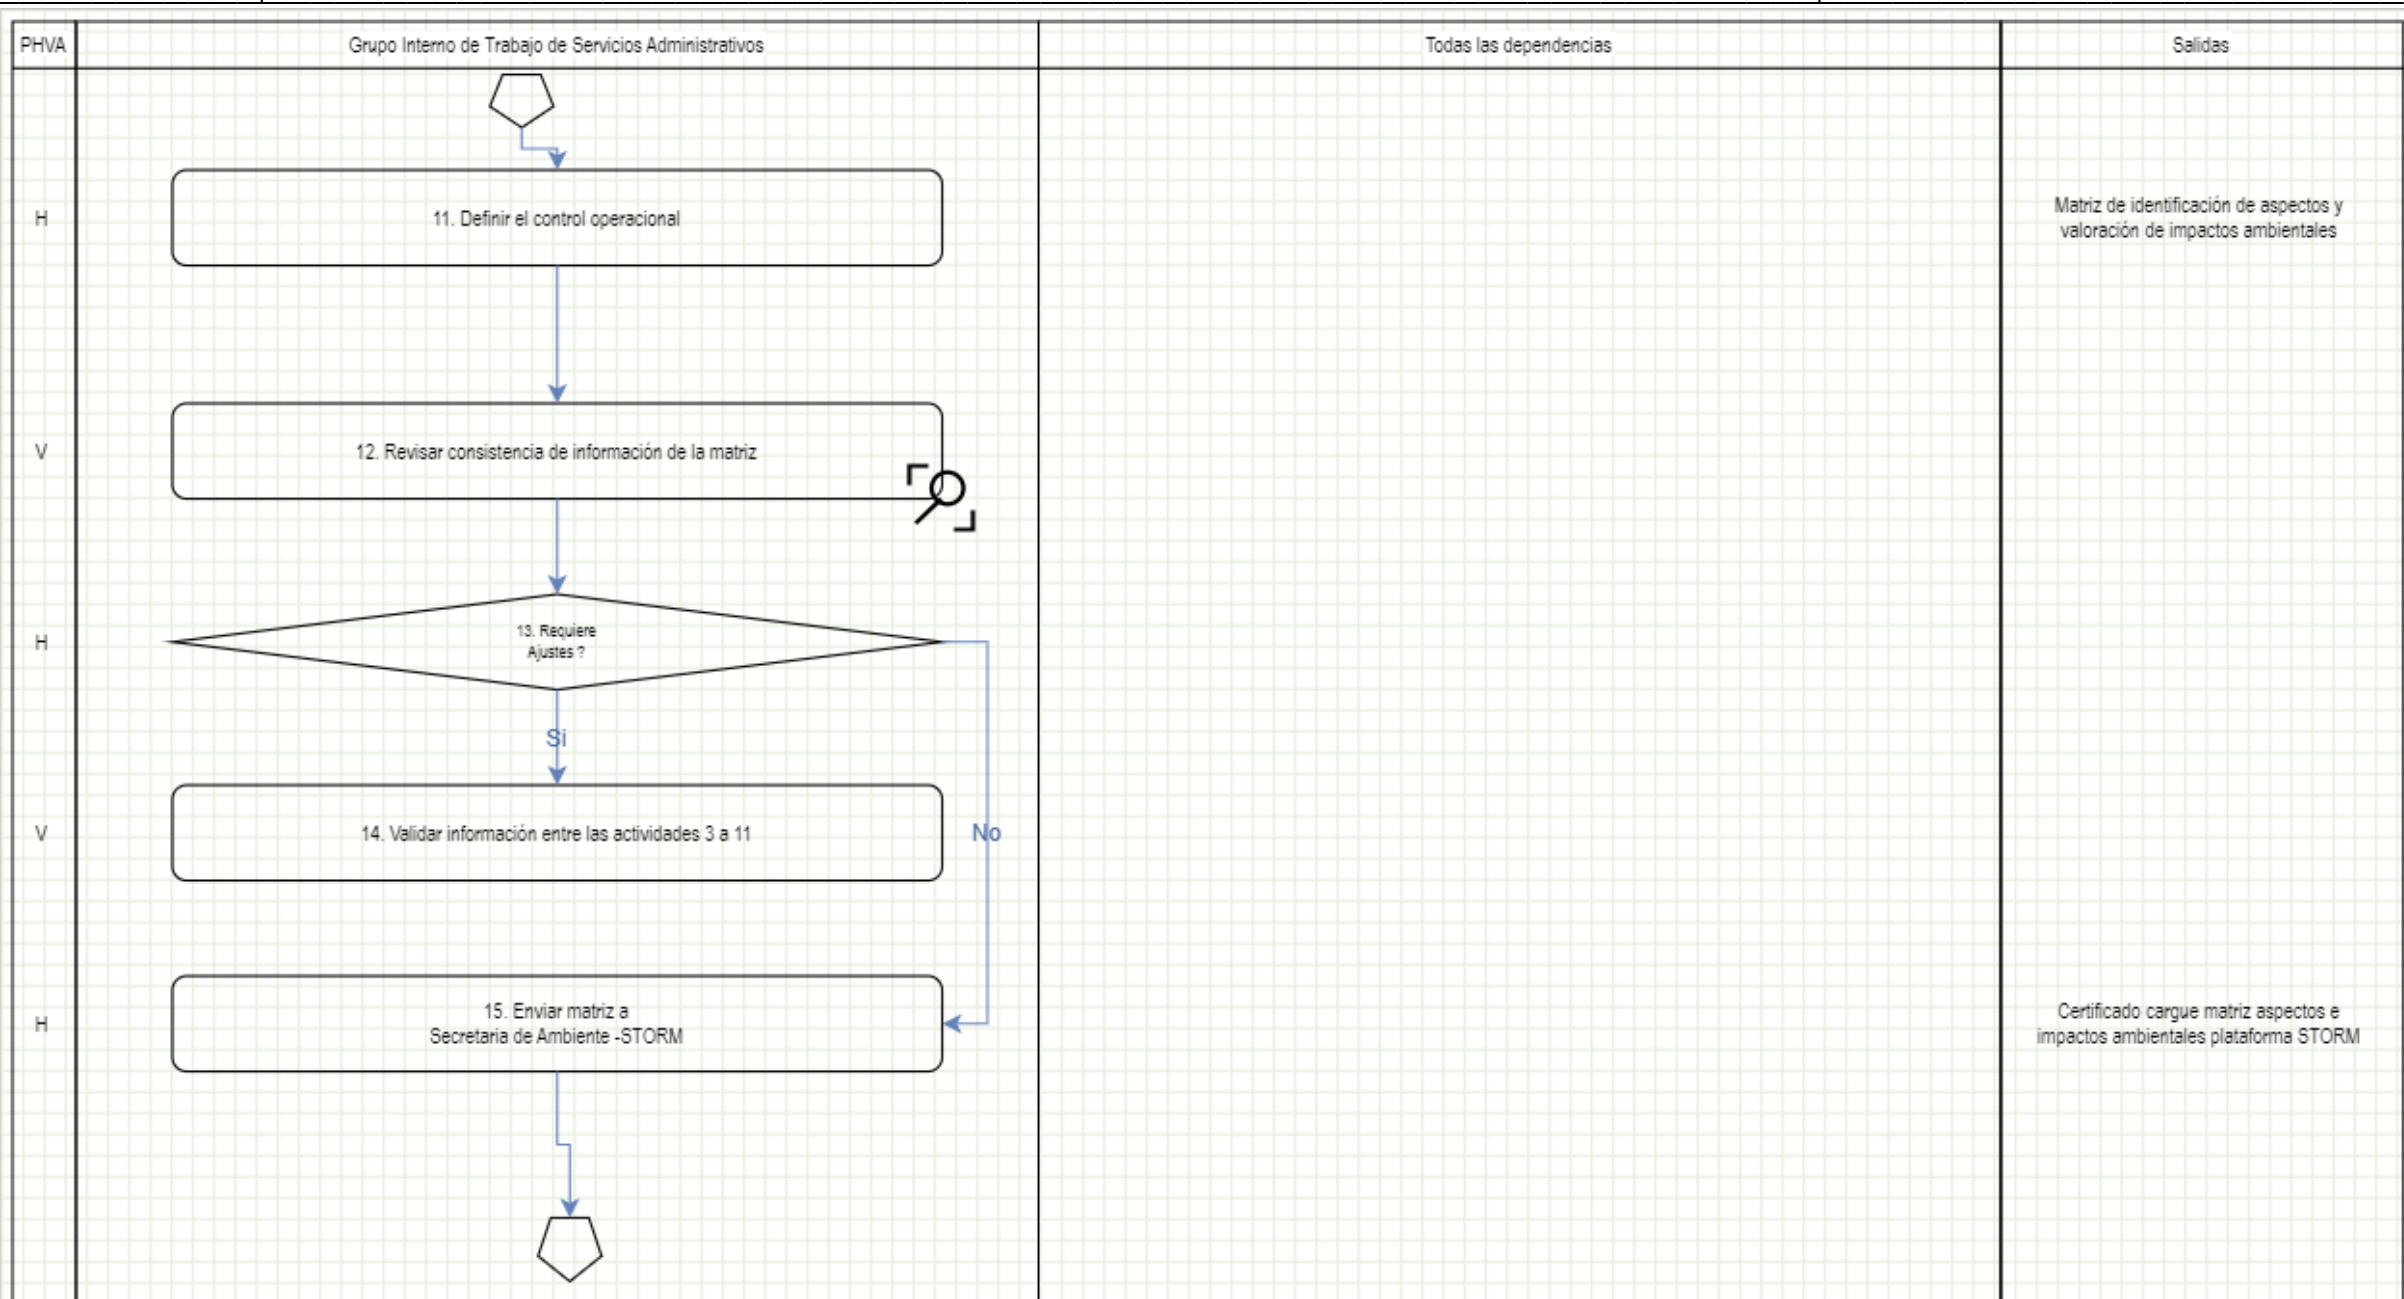 PHVA
Grupo Interno de Trabajo de Servicios Administrativos
Todas las dependencias
Salidas
H
11. Definir el control operacional
Matriz de identificación de aspectos y
valoración de impactos ambientales
V
12. Revisar consistencia de información de la matriz
H
13. Requiere
Ajustes ?
Si
V
14. Validar información entre las actividades 3 a 11
No
H
15. Enviar matriz a
Secretaria de Ambiente -STORM
Certificado cargue matriz aspectos e
impactos ambientales plataforma STORM